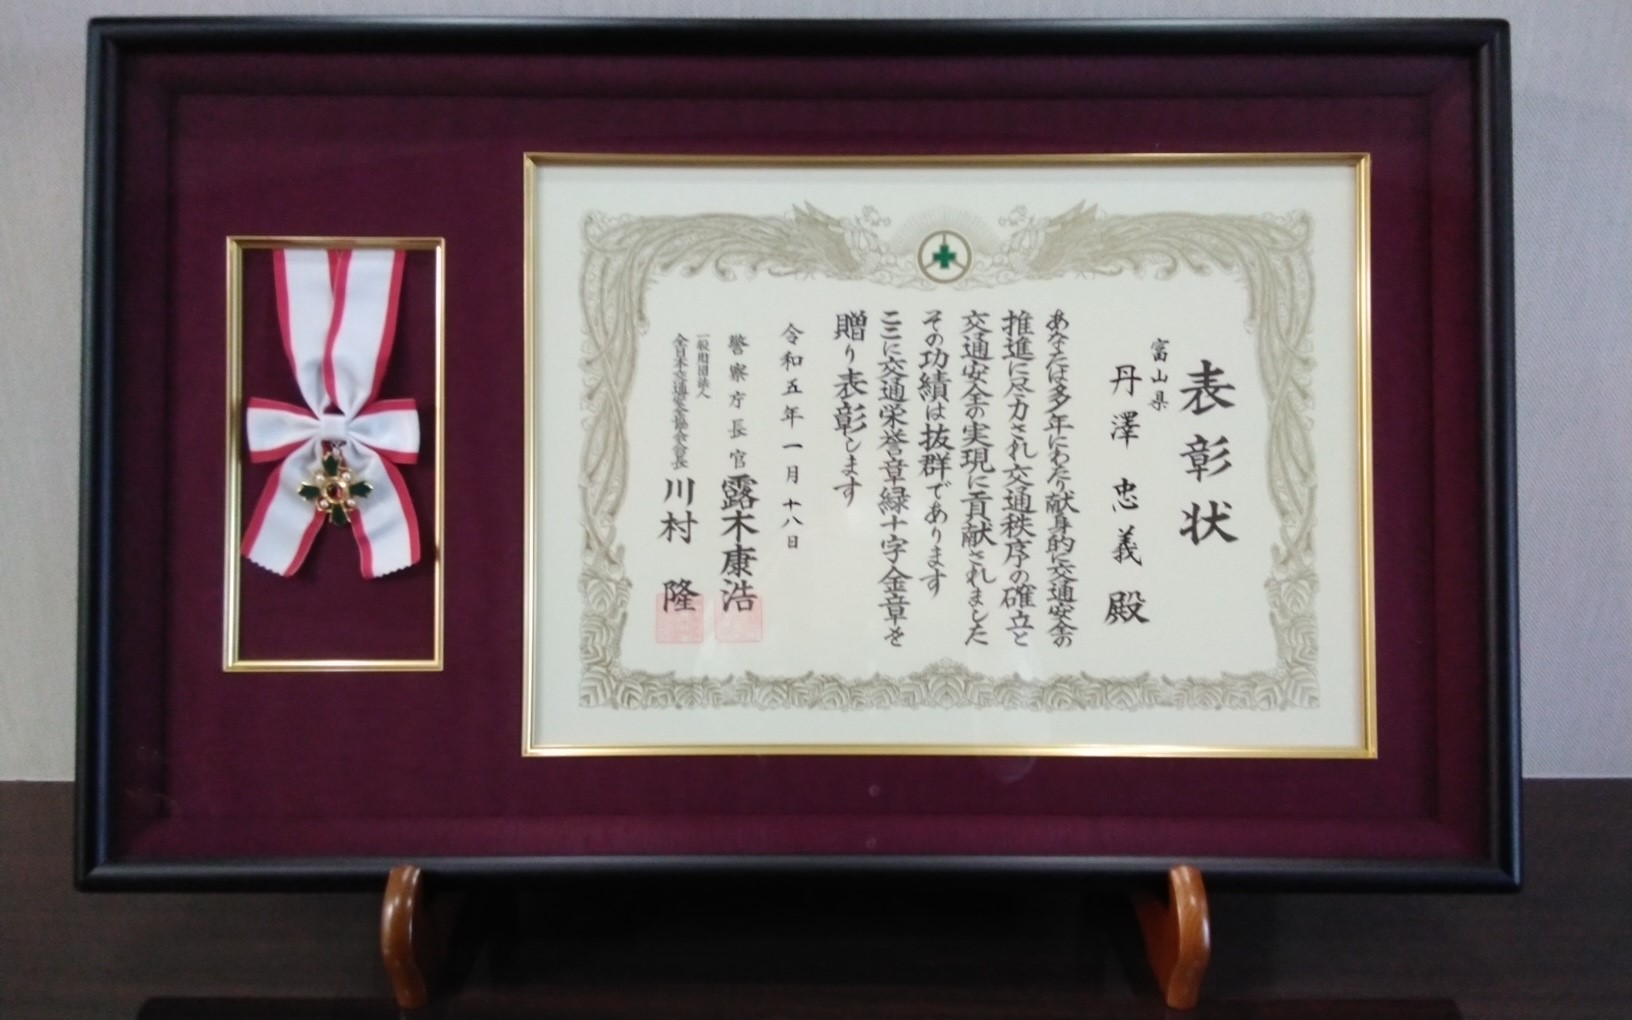 表彰状
富山県
丹澤忠義殿
あなたは多年にわたり献身的に交通安全の
推進に尽力され交通秩序の確立と
交通安全の実現に貢献されました
その功績は抜群であります
ここに交通栄誉章緑十字金章を
贈り表彰します
令和五年一月十八日
警察庁長官 露木康浩
一般財団法人
全日本交通安全協会会長 川村 隆